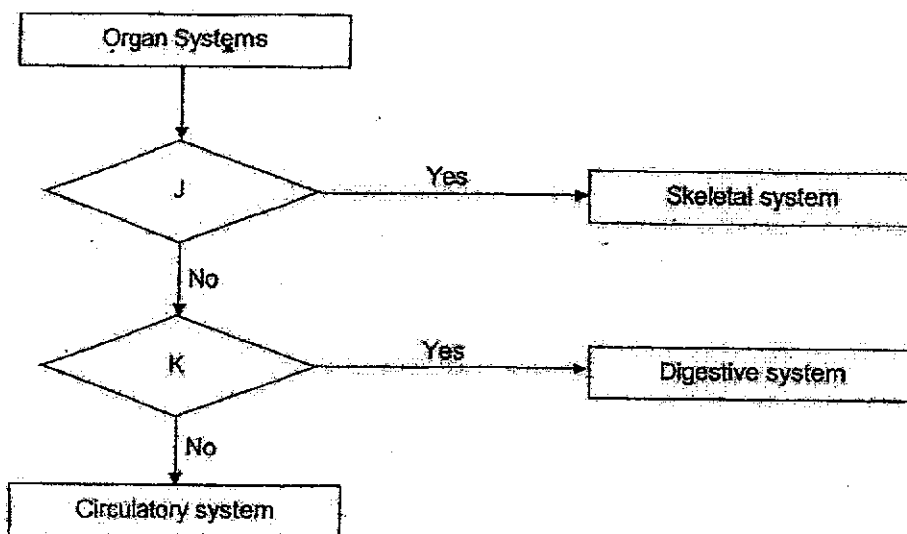 Organ Systems
J
Yes
Skeletal system
No
K
Yes
Digestive system
No
Circulatory system